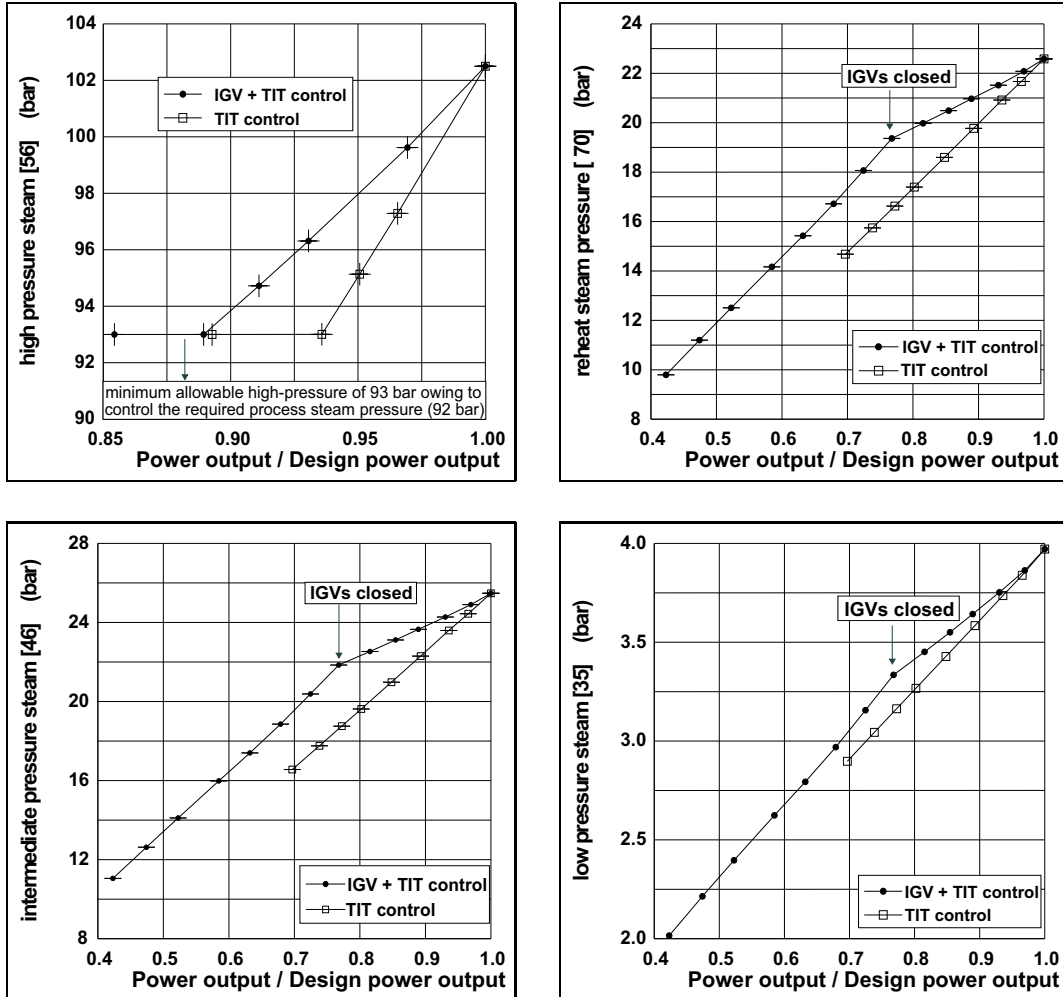 high pressure steam [56] (bar)
104
102
100
98
96
94
92
90
IGV + TIT control
TIT control
minimum allowable high-pressure of 93 bar owing to
control the required process steam pressure (92 bar)
0.85 0.90 0.95 1.00
Power output / Design power output
reheat steam pressure [ 70] (bar)
24
22
20
18
16
14
12
10
8
IGVs closed
IGV + TIT control
TIT control
0.4 0.5 0.6 0.7 0.8 0.9 1.0
Power output / Design power output
intermediate pressure steam [46] (bar)
28
24
20
16
12
8
IGVs closed
IGV + TIT control
TIT control
0.4 0.5 0.6 0.7 0.8 0.9 1.0
Power output / Design power output
low pressure steam [35] (bar)
4.0
3.5
3.0
2.5
2.0
IGVs closed
IGV + TIT control
TIT control
0.4 0.5 0.6 0.7 0.8 0.9 1.0
Power output / Design power output